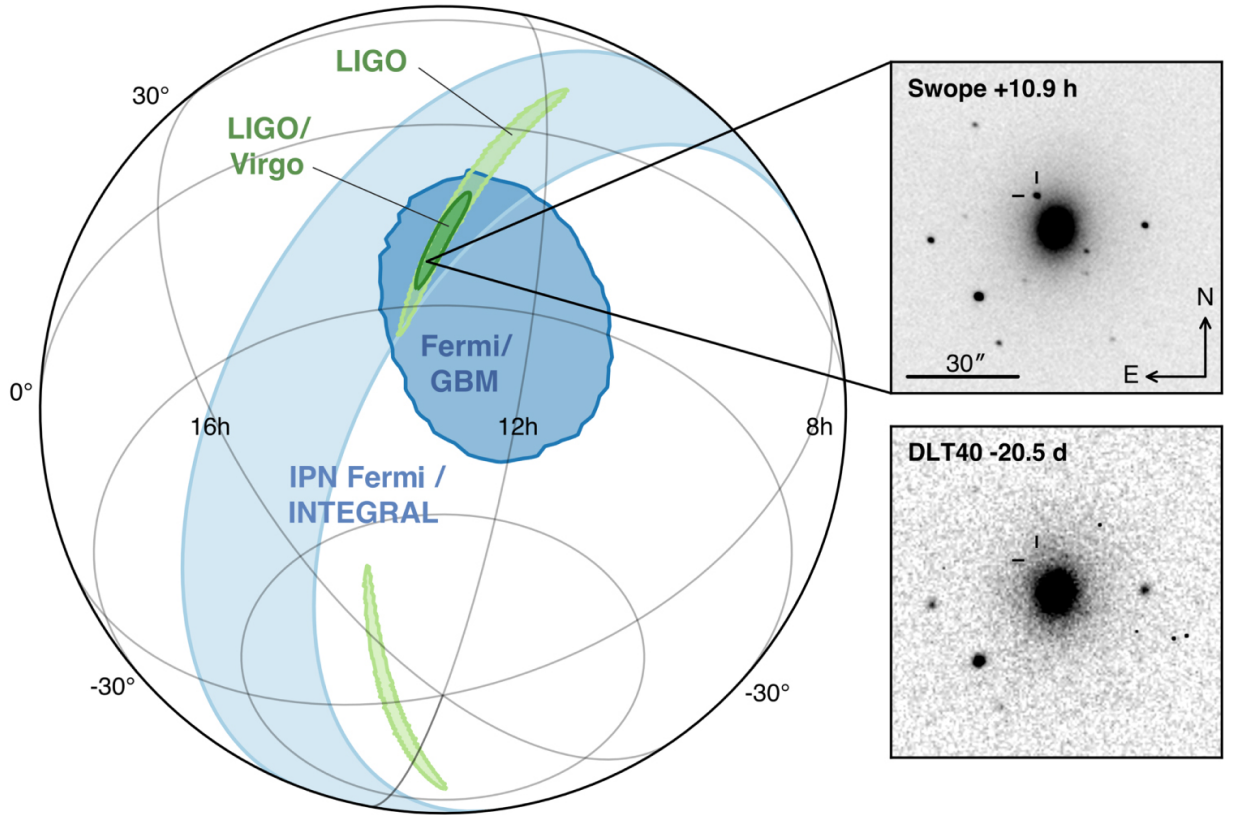 LIGO
30°
LIGO/
Virgo
0°
16h
12h
8h
Fermi/
GBM
IPN Fermi /
INTEGRAL
-30°
-30°
Swope +10.9 h
30″
N
E
DLT40 -20.5 d